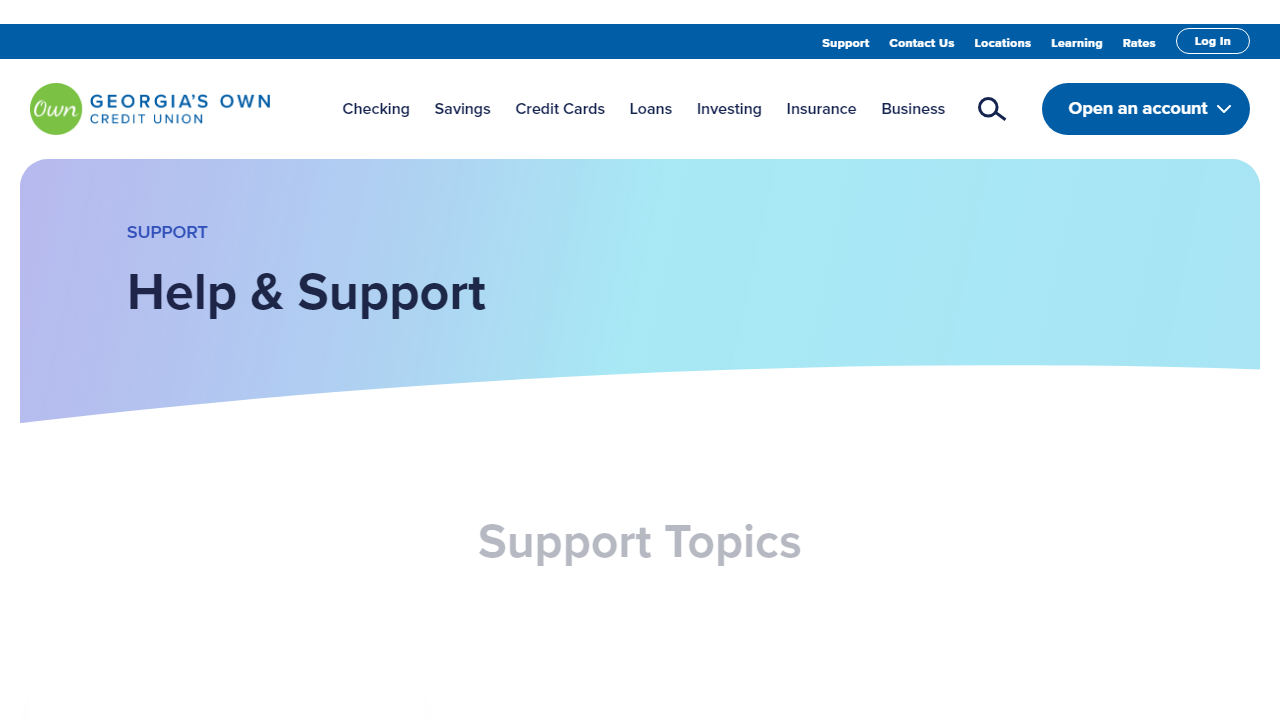 Support Contact Us Locations Learning Rates Log In
Own GEORGIA'S OWN
CREDIT UNION
Checking Savings Credit Cards Loans Investing Insurance Business Open an account
SUPPORT
Help & Support
Support Topics